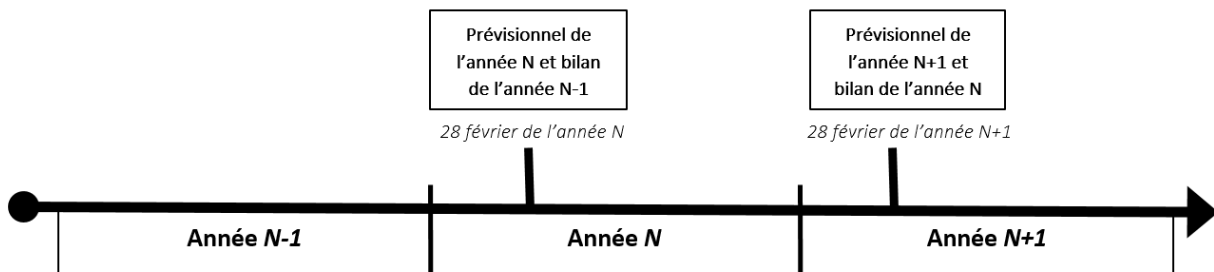 Prévisionnel de
l'année N et bilan
de l'année N-1
28 février de l'année N
Prévisionnel de
l'année N+1 et
bilan de l'année N
28 février de l'année N+1
Année N-1
Année N
Année N+1